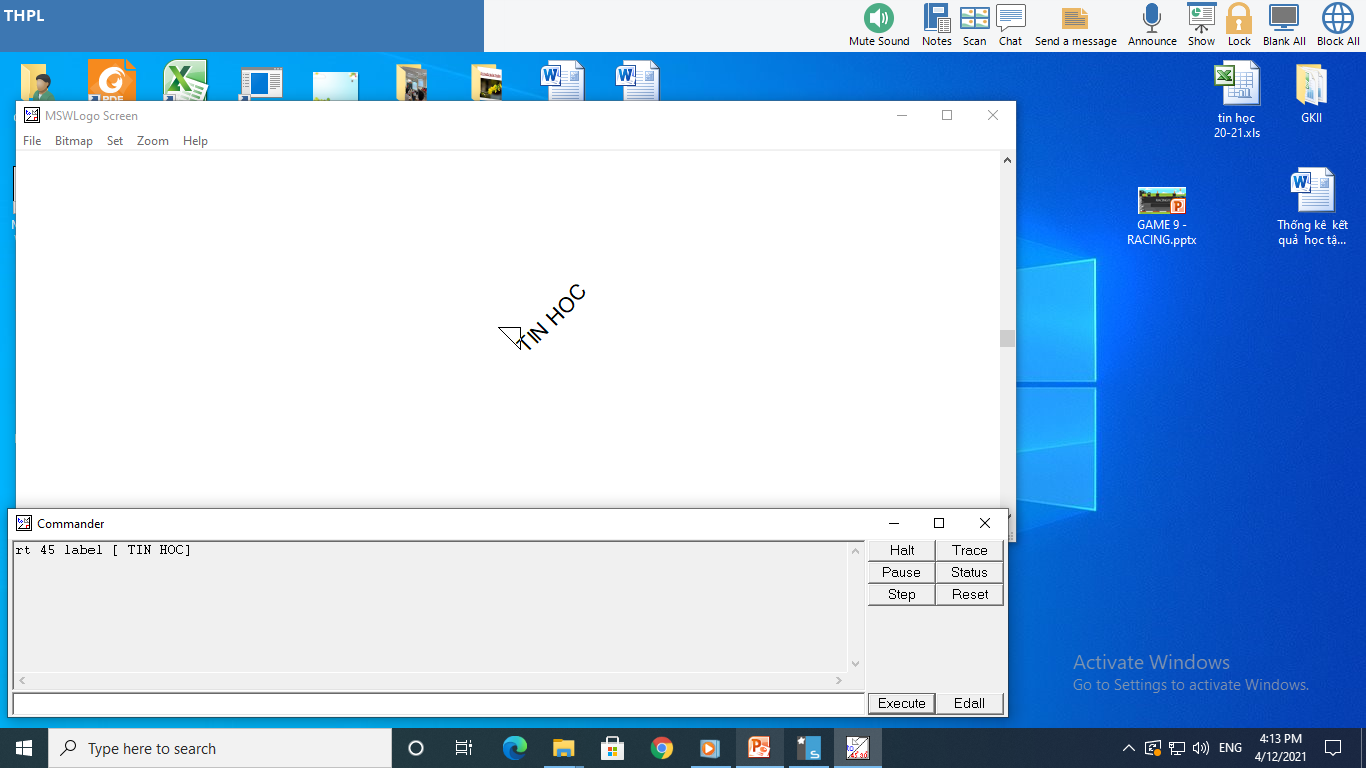 THPL
Mute Sound
Notes
Scan
Chat
Send a message
Announce
Show
Lock
Blank All
Block All
tin hoc
20-21.xls
GKII
GAME 9 -
RACING.pptx
Thống kê kết
quả học tậ...
MSWLogo Screen
File Bitmap Set Zoom Help
TIN HOC
Commander
rt 45 label [ TIN HOC]
Halt Trace
Pause Status
Step Reset
Execute Edall
Activate Windows
Go to Settings to activate Windows.
Type here to search
ENG
4:13 PM
4/12/2021